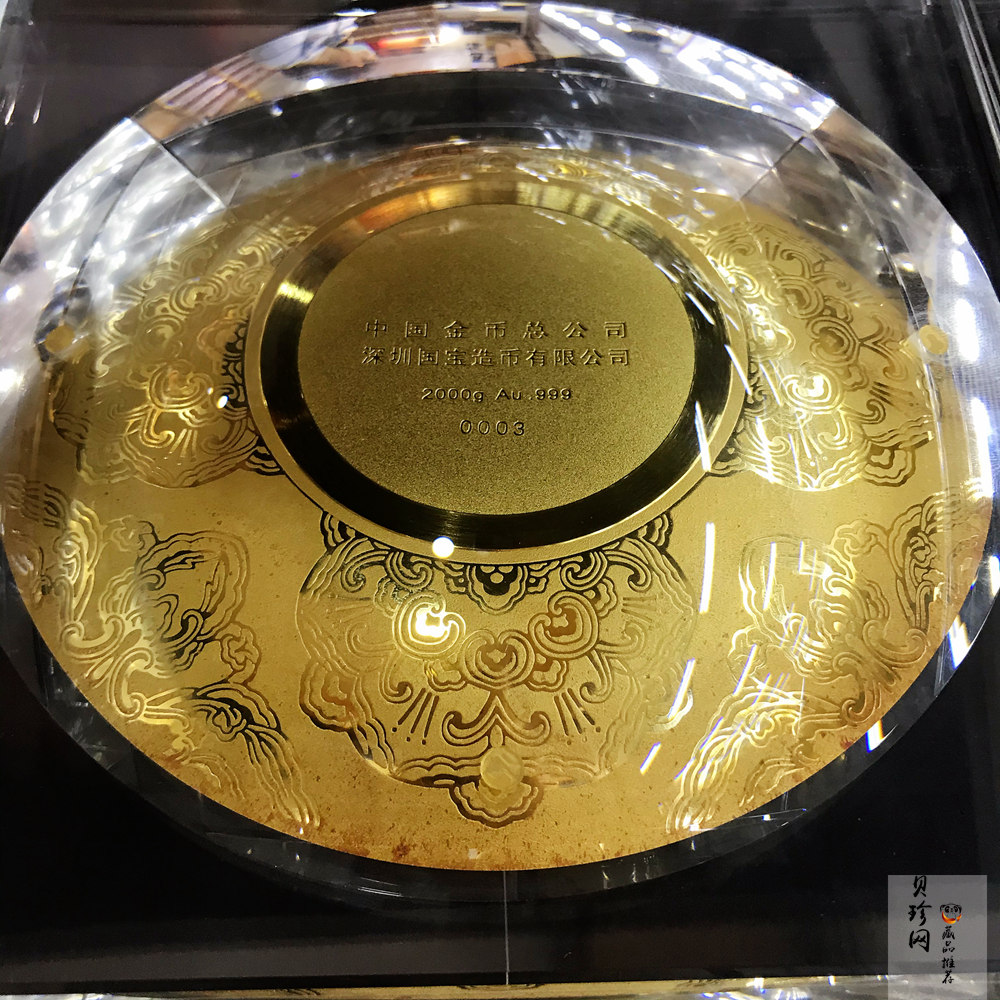 中国金币总公司
深圳国宝造币有限公司
2000g Au.999
0003
贝珍网
藏品推荐